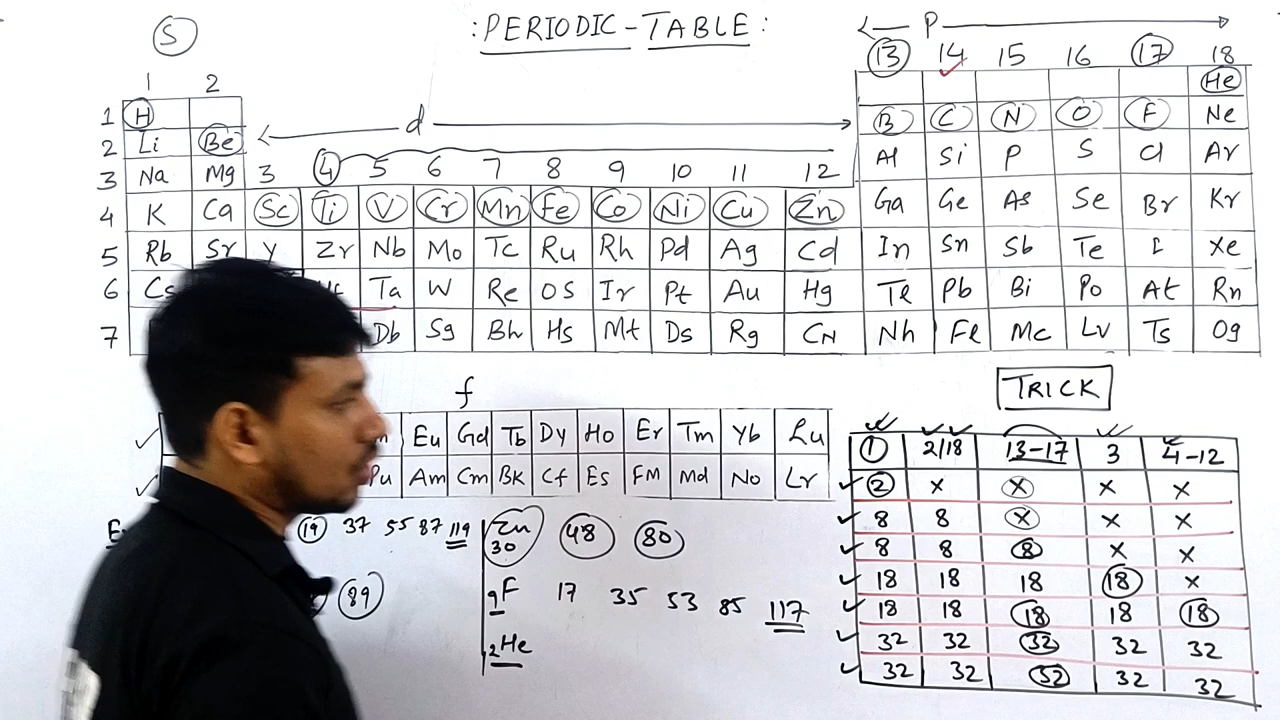 S :PERIODIC-TABLE: P
13 14 15 16 17 18
1 2 He
1 H B C N O F Ne
2 Li Be d Al Si P S Cl Ar
3 Na Mg 3 4 5 6 7 8 9 10 11 12
4 K Ca Sc Ti V Cr Mn Fe Co Ni Cu Zn Ga Ge As Se Br Kr
5 Rb Sr Y Zr Nb Mo Tc Ru Rh Pd Ag Cd In Sn Sb Te I Xe
6 Cs Ta W Re OS Ir Pt Au Hg Tl Pb Bi Po At Rn
7 Db Sg Bh Hs Mt Ds Rg CN Nh Fl Mc Lv Ts Og
f TRICK
Eu Gd Tb Dy Ho Er Tm Yb Lu
Pu Am Cm BK Cf Es FM Md No Lr
1 2/18 13-17 3 4-12
2 x x x x
8 8 x x x
8 8 8 x x
18 18 18 18 x
18 18 18 18 18
32 32 32 32 32
32 32 32 32 32
19 37 55 87 119 Zn 30 48 80
89 9F 17 35 53 85 117
2He